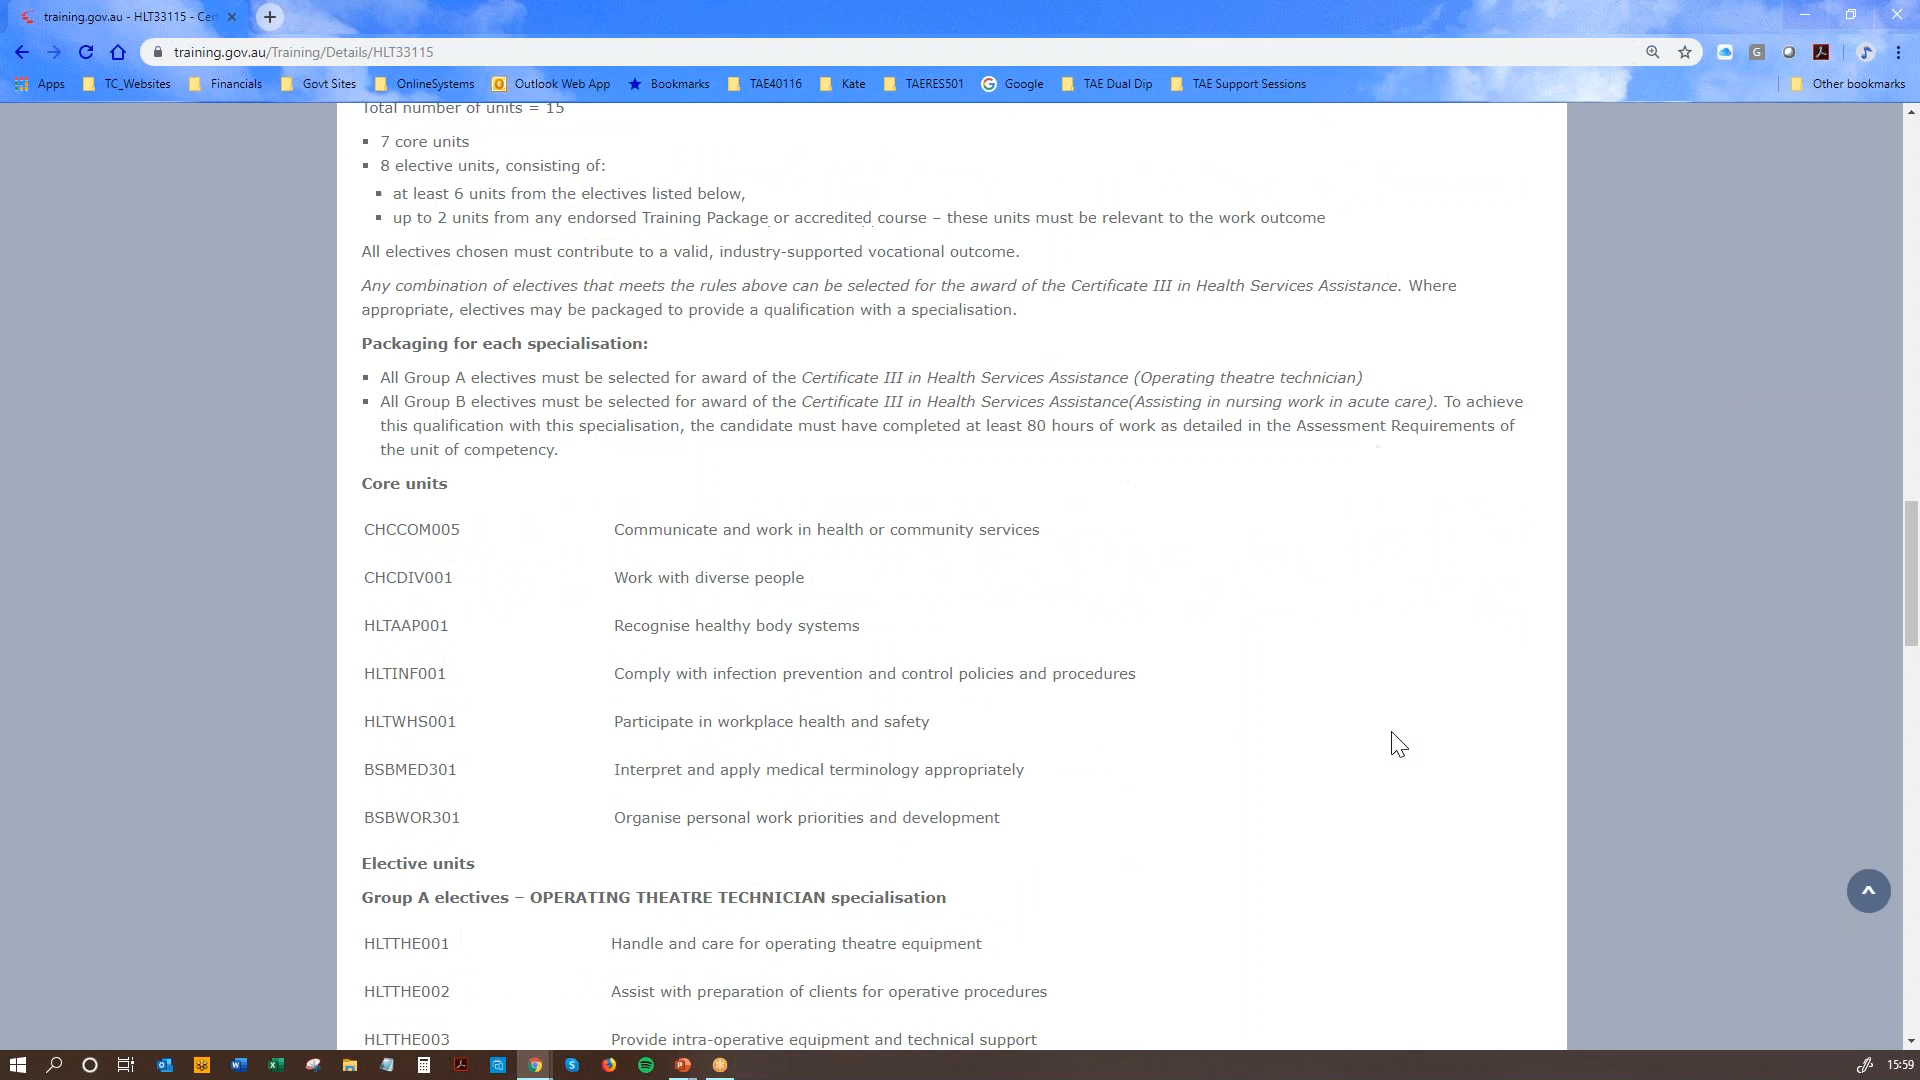 training.gov.au - HLT33115 - Cer
training.gov.au/Training/Details/HLT33115
Apps TC_Websites Financials Govt Sites OnlineSystems Outlook Web App Bookmarks TAE40116 Kate TAERES501 Google TAE Dual Dip TAE Support Sessions Other bookmarks
Total number of units = 15
7 core units
8 elective units, consisting of:
at least 6 units from the electives listed below,
up to 2 units from any endorsed Training Package or accredited course – these units must be relevant to the work outcome
All electives chosen must contribute to a valid, industry-supported vocational outcome.
Any combination of electives that meets the rules above can be selected for the award of the Certificate III in Health Services Assistance. Where
appropriate, electives may be packaged to provide a qualification with a specialisation.
Packaging for each specialisation:
All Group A electives must be selected for award of the Certificate III in Health Services Assistance (Operating theatre technician)
All Group B electives must be selected for award of the Certificate III in Health Services Assistance(Assisting in nursing work in acute care). To achieve
this qualification with this specialisation, the candidate must have completed at least 80 hours of work as detailed in the Assessment Requirements of
the unit of competency.
Core units
CHCCOM005 Communicate and work in health or community services
CHCDIV001 Work with diverse people
HLTAAP001 Recognise healthy body systems
HLTINF001 Comply with infection prevention and control policies and procedures
HLTWHS001 Participate in workplace health and safety
BSBMED301 Interpret and apply medical terminology appropriately
BSBWOR301 Organise personal work priorities and development
Elective units
Group A electives – OPERATING THEATRE TECHNICIAN specialisation
HLTTHE001 Handle and care for operating theatre equipment
HLTTHE002 Assist with preparation of clients for operative procedures
HLTTHE003 Provide intra-operative equipment and technical support
15:59